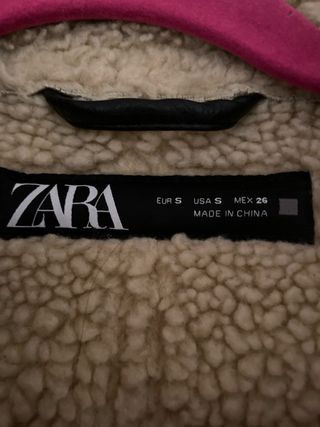 ZARA
EUR S USA S MEX 26
MADE IN CHINA